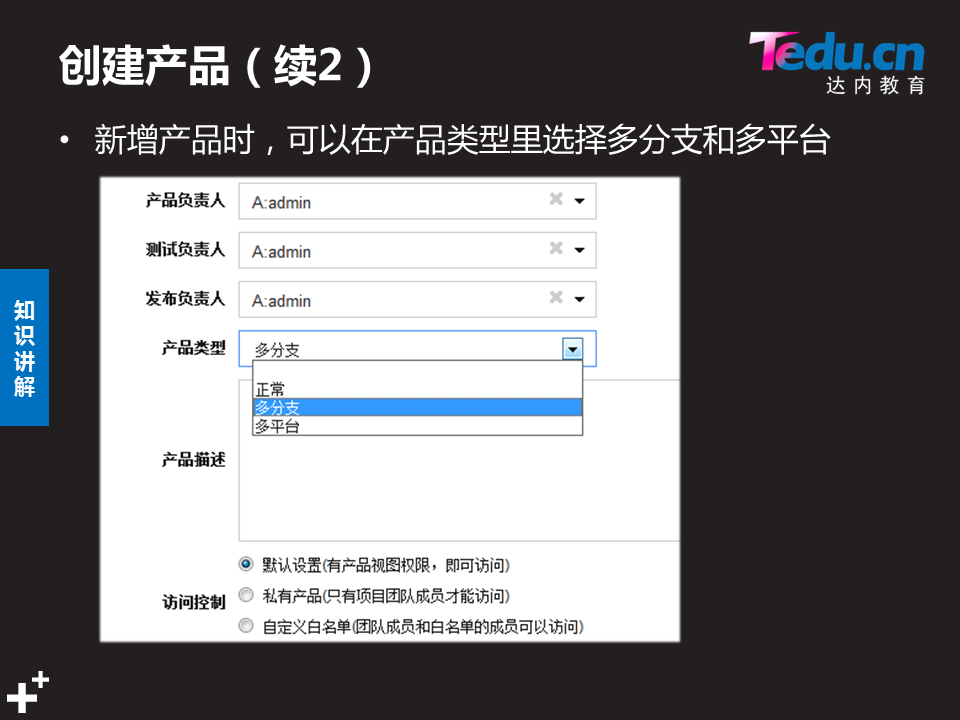 创建产品（续2）
Tedu.cn
达内教育
• 新增产品时，可以在产品类型里选择多分支和多平台
知识讲解
产品负责人 A:admin
测试负责人 A:admin
发布负责人 A:admin
产品类型 多分支
正常
多分支
多平台
产品描述
访问控制
默认设置(有产品视图权限，即可访问)
私有产品(只有项目团队成员才能访问)
自定义白名单(团队成员和白名单的成员可以访问)